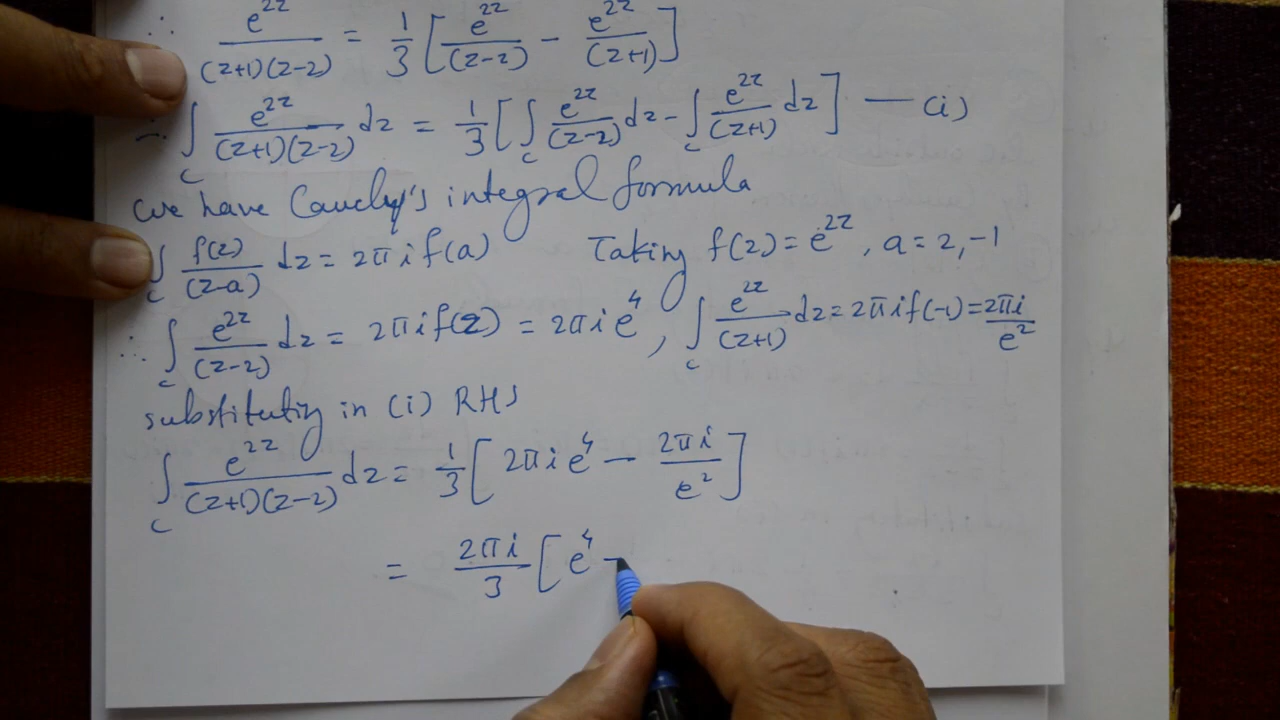 ∴ e^{2z}/((z+1)(z-2)) = 1/3 [ e^{2z}/(z-2) - e^{2z}/(z+1) ]
∴ ∫_C e^{2z}/((z+1)(z-2)) dz = 1/3 [ ∫_C e^{2z}/(z-2) dz - ∫_C e^{2z}/(z+1) dz ] — (i)
we have Cauchy's integral formula
∫_C f(z)/(z-a) dz = 2πi f(a) Taking f(z) = e^{2z}, a = 2, -1
∴ ∫_C e^{2z}/(z-2) dz = 2πi f(2) = 2πi e^4, ∫_C e^{2z}/(z+1) dz = 2πi f(-1) = 2πi/e^2
substituting in (i) RHS
∫_C e^{2z}/((z+1)(z-2)) dz = 1/3 [ 2πi e^4 - 2πi/e^2 ]
= 2πi/3 [ e^4 -